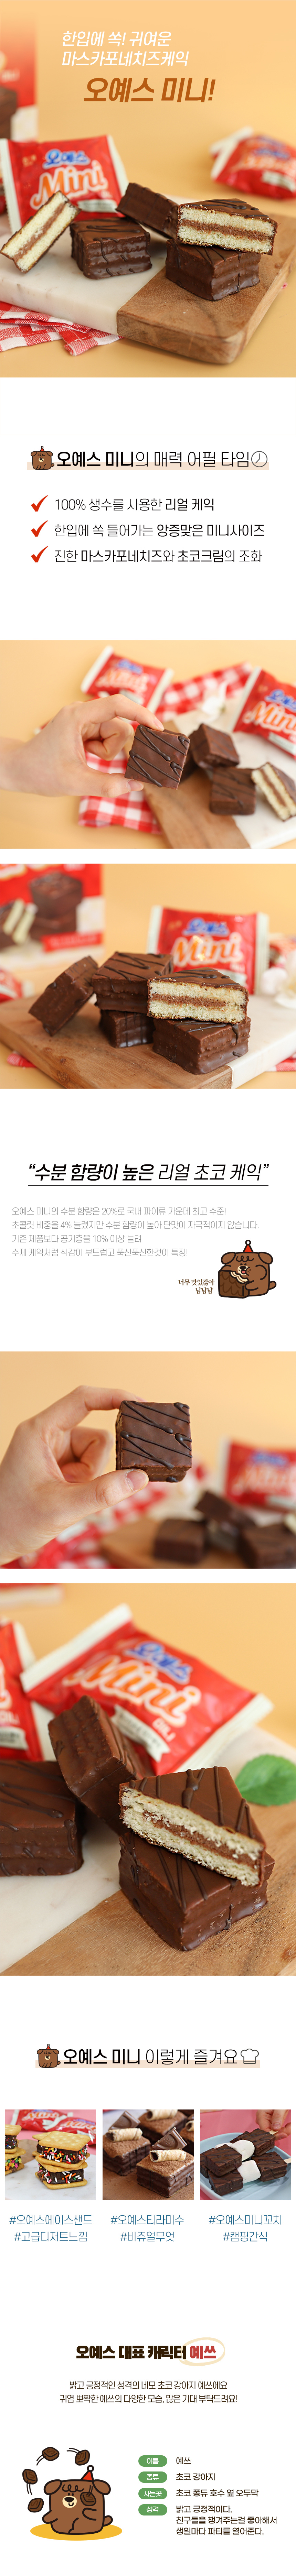 한입에 쏙! 귀여운
마스카포네치즈케익
오예스 미니!
오예스
Mini
오예스 미니의 매력 어필 타임
100% 생수를 사용한 리얼 케익
한입에 쏙 들어가는 앙증맞은 미니사이즈
진한 마스카포네치즈와 초코크림의 조화
Mini
오예스
Mini
“수분 함량이 높은 리얼 초코 케익”
오예스 미니의 수분 함량은 20%로 국내 파이류 가운데 최고 수준!
초콜릿 비중을 4% 늘렸지만 수분 함량이 높아 단맛이 자극적이지 않습니다.
기존 제품보다 공기층을 10% 이상 늘려
수제 케익처럼 식감이 부드럽고 푹신푹신한것이 특징!
너무 맛있잖아
냠냠냠
오예스
Mini
오예스 미니 이렇게 즐겨요
#오예스에이스샌드
#고급디저트느낌
#오예스티라미수
#비쥬얼무엇
#오예스미니꼬치
#캠핑간식
오예스 대표 캐릭터 예쓰
밝고 긍정적인 성격의 네모 초코 강아지 예쓰에요
귀염 뽀짝한 예쓰의 다양한 모습, 많은 기대 부탁드려요!
이름 예쓰
종류 초코 강아지
사는곳 초코 퐁듀 호수 옆 오두막
성격 밝고 긍정적이다.
친구들을 챙겨주는걸 좋아해서
생일마다 파티를 열어준다.